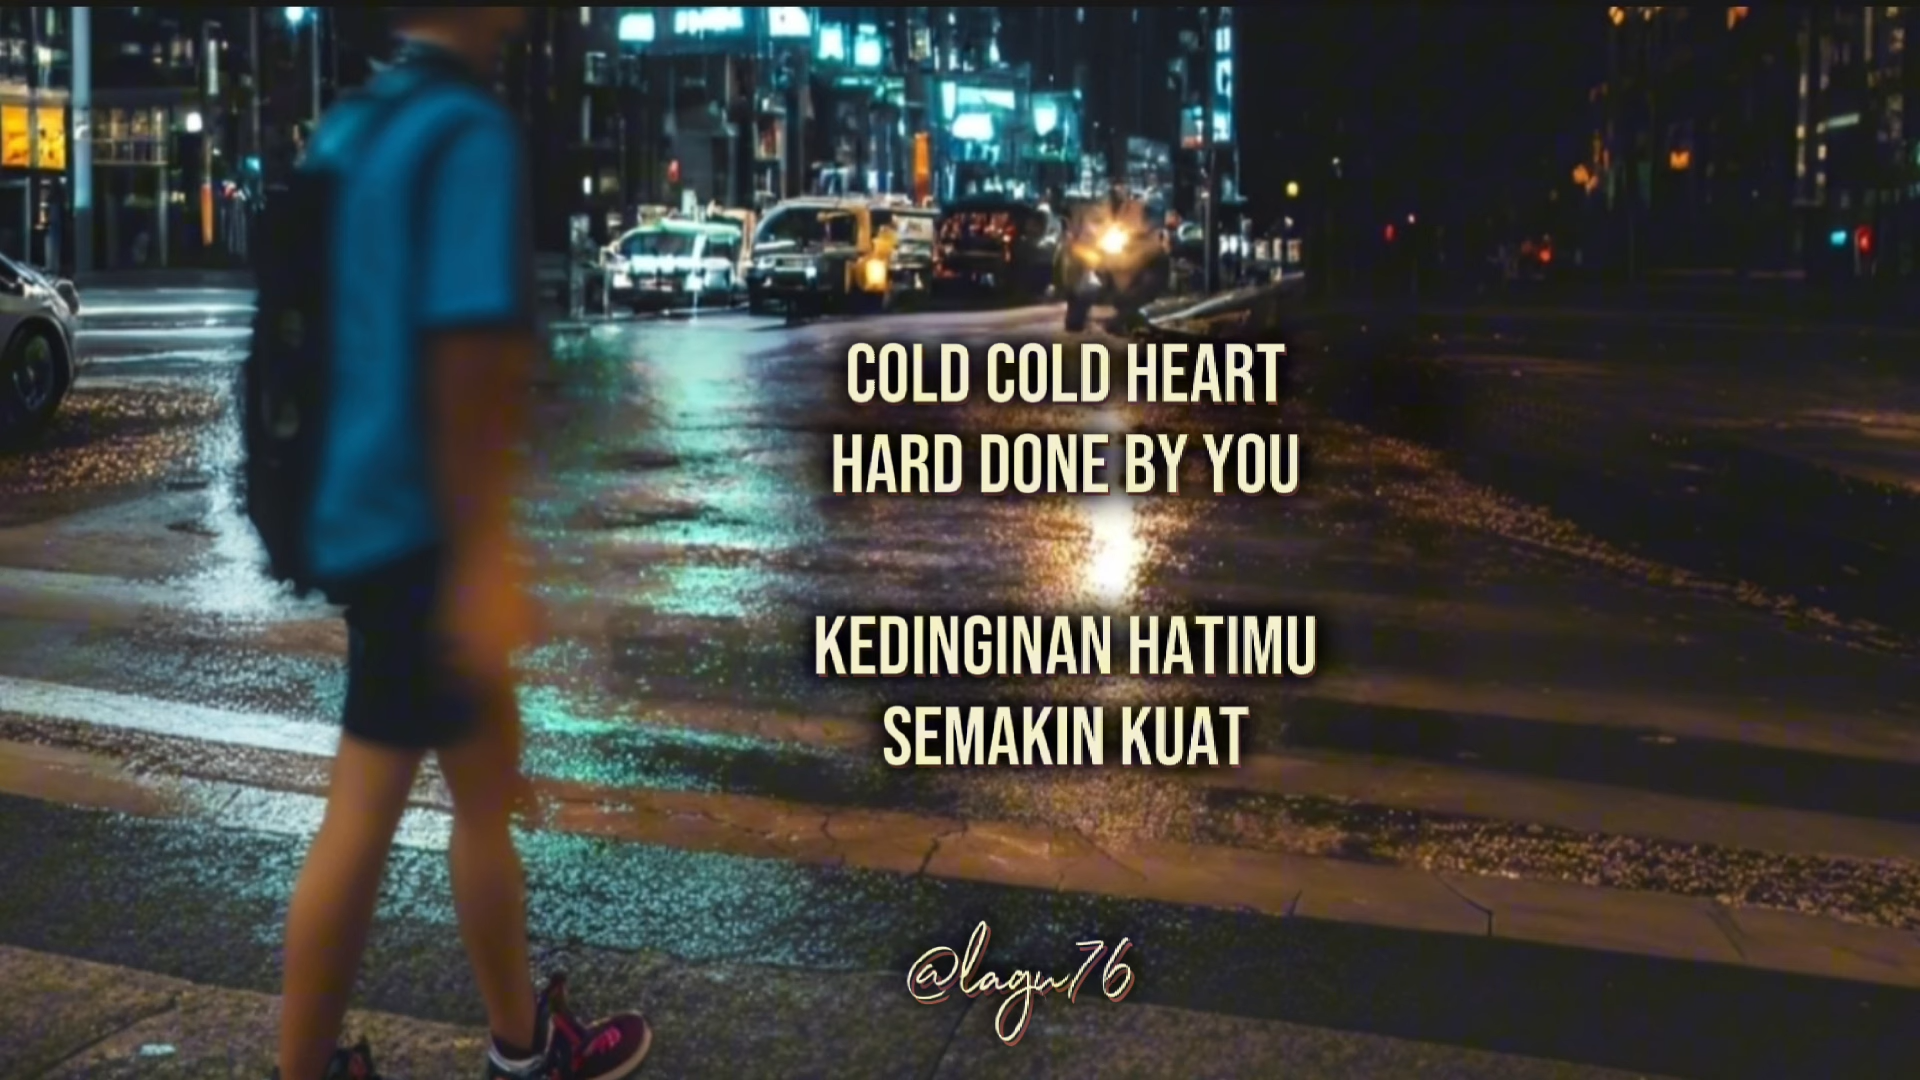 COLD COLD HEART
HARD DONE BY YOU
KEDINGINAN HATIMU
SEMAKIN KUAT
@lagu76